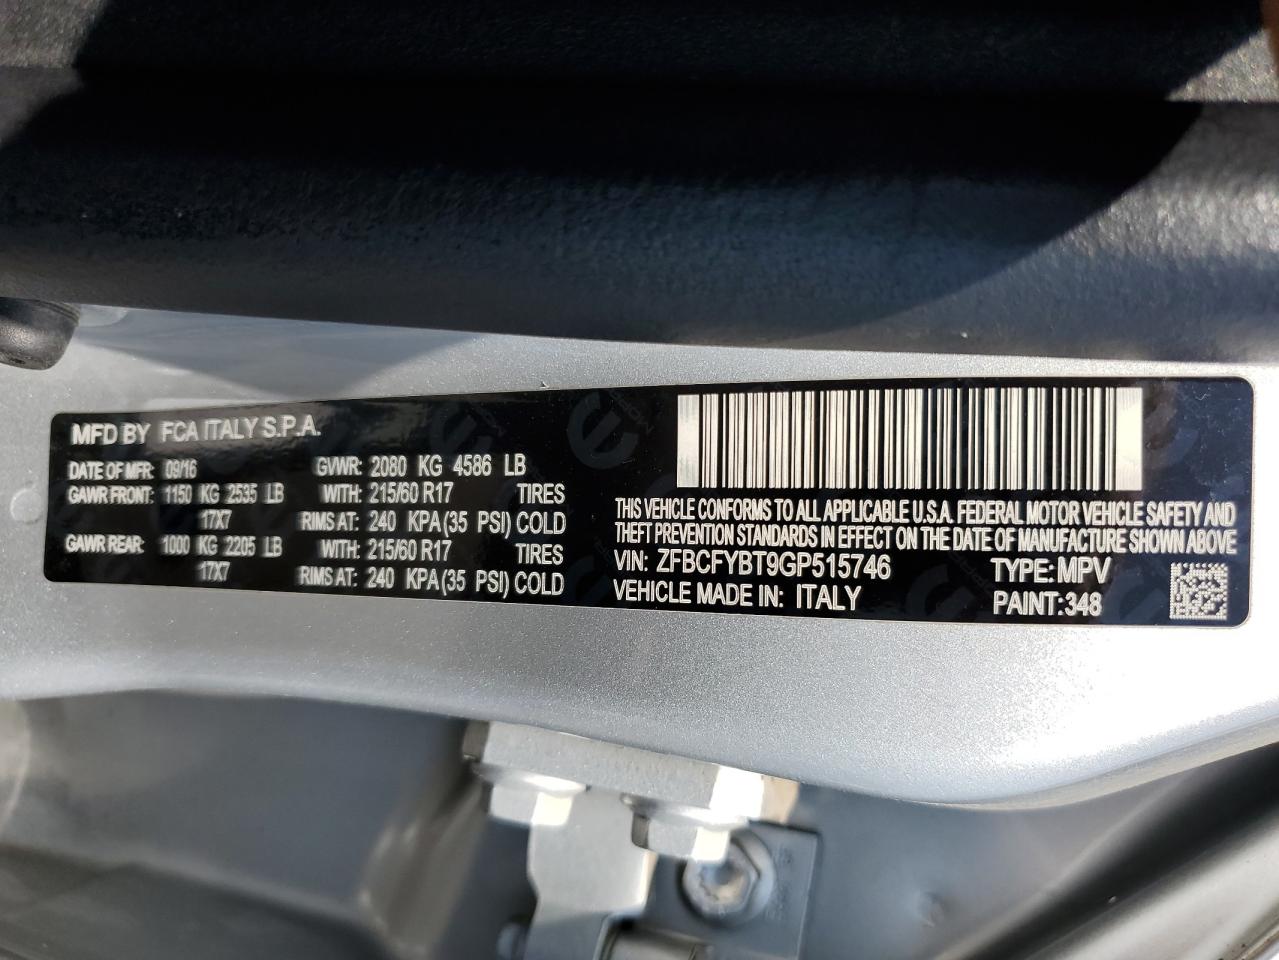 MFD BY FCA ITALY S.P.A.
DATE OF MFR: 09/16 GVWR: 2080 KG 4586 LB
GAWR FRONT: 1150 KG 2535 LB WITH: 215/60 R17 TIRES
17X7 RIMS AT: 240 KPA (35 PSI) COLD
GAWR REAR: 1000 KG 2205 LB WITH: 215/60 R17 TIRES
17X7 RIMS AT: 240 KPA (35 PSI) COLD
THIS VEHICLE CONFORMS TO ALL APPLICABLE U.S.A. FEDERAL MOTOR VEHICLE SAFETY AND
THEFT PREVENTION STANDARDS IN EFFECT ON THE DATE OF MANUFACTURE SHOWN ABOVE
VIN: ZFBCFYBT9GP515746 TYPE: MPV
VEHICLE MADE IN: ITALY PAINT: 348